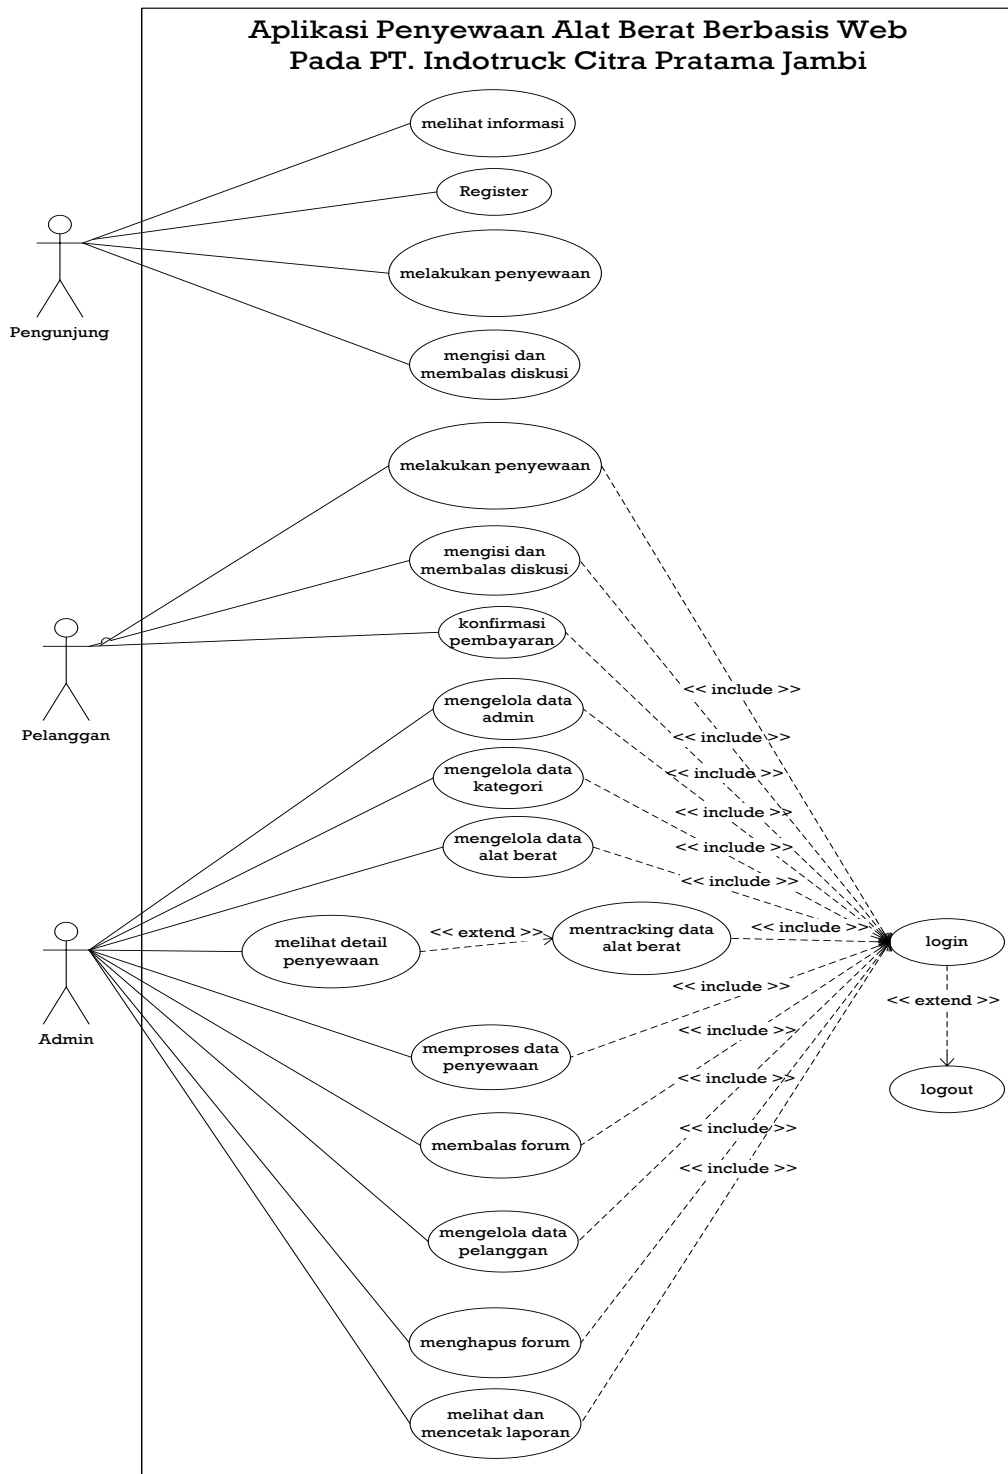 Aplikasi Penyewaan Alat Berat Berbasis Web
Pada PT. Indotruck Citra Pratama Jambi
melihat informasi
Register
melakukan penyewaan
Pengunjung
mengisi dan
membalas diskusi
melakukan penyewaan
mengisi dan
membalas diskusi
konfirmasi
pembayaran
Pelanggan
<< include >>
mengelola data
admin
<< include >>
<< include >>
mengelola data
kategori
<< include >>
mengelola data
alat berat
<< include >>
<< include >>
melihat detail
penyewaan
<< extend >>
mentracking data
alat berat
<< include >>
login
<< include >>
<< extend >>
Admin
memproses data
penyewaan
<< include >>
<< include >>
logout
membalas forum
<< include >>
<< include >>
mengelola data
pelanggan
menghapus forum
melihat dan
mencetak laporan